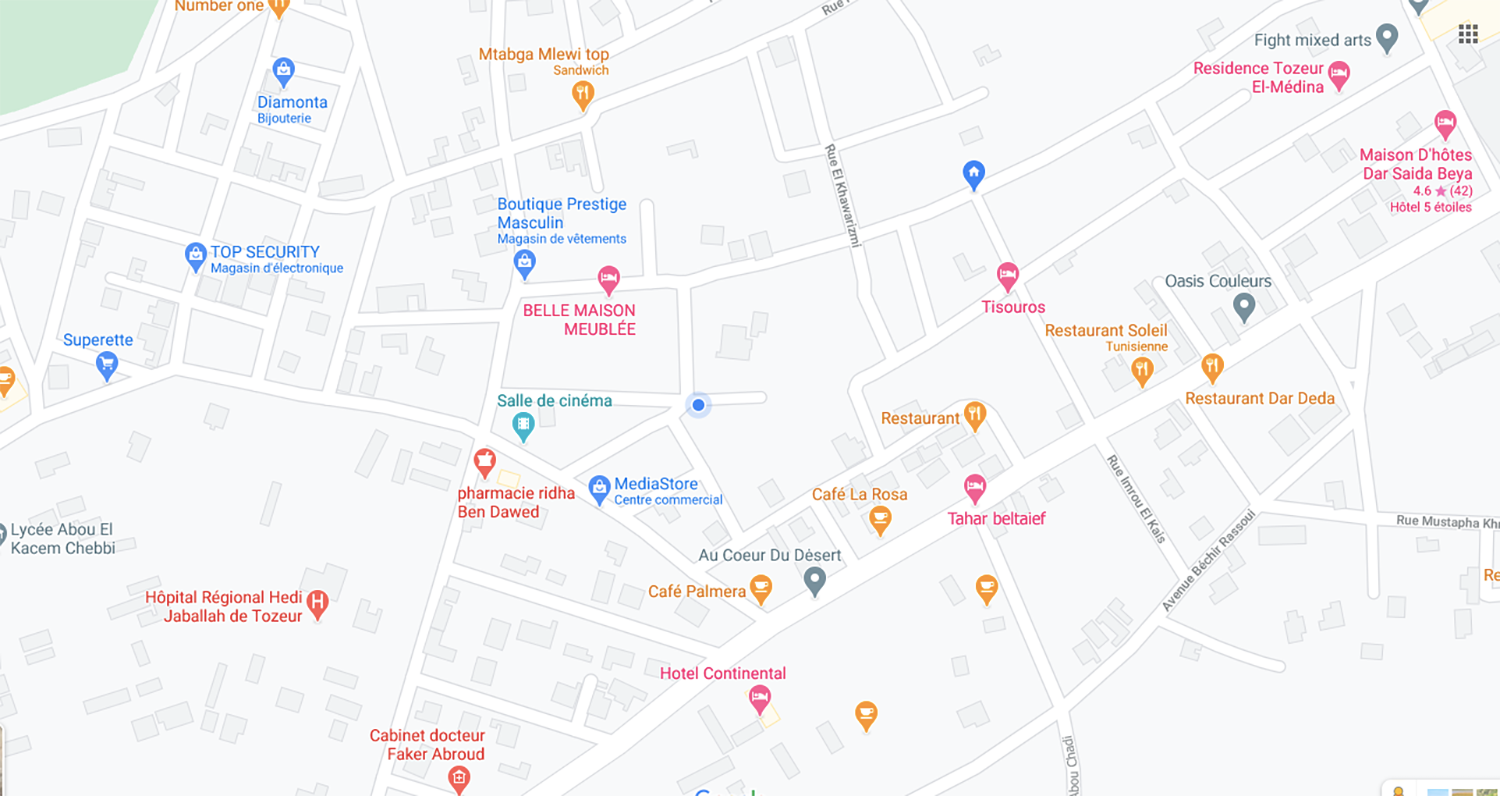 Number one
Rue
Fight mixed arts
Mtabga Mlewi top
Sandwich
Residence Tozeur
El-Médina
Diamonta
Bijouterie
Maison D'hôtes
Dar Saida Beya
4.6 ★ (42)
Hôtel 5 étoiles
Rue El Khawarizmi
Boutique Prestige
Masculin
Magasin de vêtements
TOP SECURITY
Magasin d'électronique
Oasis Couleurs
BELLE MAISON
MEUBLÉE
Tisouros
Restaurant Soleil
Tunisienne
Superette
Restaurant Dar Deda
Salle de cinéma
Restaurant
MediaStore
Centre commercial
pharmacie ridha
Ben Dawed
Café La Rosa
Tahar beltaief
Rue Imrou El Kais
Rue Mustapha Kh
Lycée Abou El
Kacem Chebbi
Avenue Béchir Rassoui
Au Coeur Du Désert
Café Palmera
Re
Hôpital Régional Hedi
Jaballah de Tozeur
H
Hotel Continental
Cabinet docteur
Faker Abroud
Abou Chadi